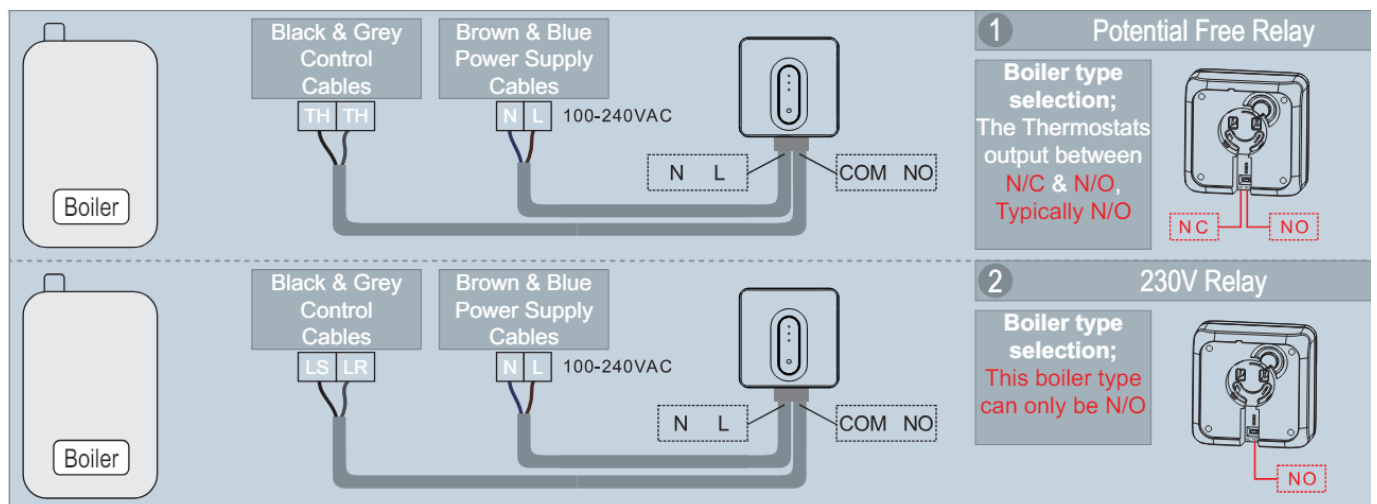 Black & Grey
Control
Cables
TH TH
Brown & Blue
Power Supply
Cables
N L 100-240VAC
N L
COM NO
Boiler
1 Potential Free Relay
Boiler type
selection;
The Thermostats
output between
N/C & N/O,
Typically N/O
NC
NO
Black & Grey
Control
Cables
LS LR
Brown & Blue
Power Supply
Cables
N L 100-240VAC
N L
COM NO
Boiler
2 230V Relay
Boiler type
selection;
This boiler type
can only be N/O
NO